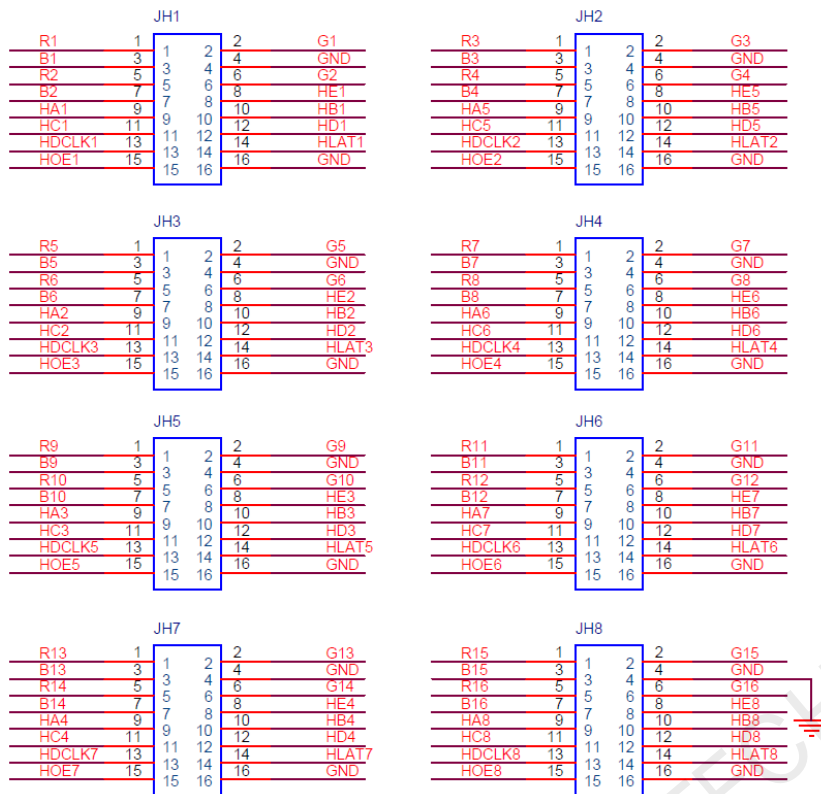 JH1
R1 1 1 2 2 G1
B1 3 3 4 4 GND
R2 5 5 6 6 G2
B2 7 7 8 8 HE1
HA1 9 9 10 10 HB1
HC1 11 11 12 12 HD1
HDCLK1 13 13 14 14 HLAT1
HOE1 15 15 16 16 GND
JH2
R3 1 1 2 2 G3
B3 3 3 4 4 GND
R4 5 5 6 6 G4
B4 7 7 8 8 HE5
HA5 9 9 10 10 HB5
HC5 11 11 12 12 HD5
HDCLK2 13 13 14 14 HLAT2
HOE2 15 15 16 16 GND
JH3
R5 1 1 2 2 G5
B5 3 3 4 4 GND
R6 5 5 6 6 G6
B6 7 7 8 8 HE2
HA2 9 9 10 10 HB2
HC2 11 11 12 12 HD2
HDCLK3 13 13 14 14 HLAT3
HOE3 15 15 16 16 GND
JH4
R7 1 1 2 2 G7
B7 3 3 4 4 GND
R8 5 5 6 6 G8
B8 7 7 8 8 HE6
HA6 9 9 10 10 HB6
HC6 11 11 12 12 HD6
HDCLK4 13 13 14 14 HLAT4
HOE4 15 15 16 16 GND
JH5
R9 1 1 2 2 G9
B9 3 3 4 4 GND
R10 5 5 6 6 G10
B10 7 7 8 8 HE3
HA3 9 9 10 10 HB3
HC3 11 11 12 12 HD3
HDCLK5 13 13 14 14 HLAT5
HOE5 15 15 16 16 GND
JH6
R11 1 1 2 2 G11
B11 3 3 4 4 GND
R12 5 5 6 6 G12
B12 7 7 8 8 HE7
HA7 9 9 10 10 HB7
HC7 11 11 12 12 HD7
HDCLK6 13 13 14 14 HLAT6
HOE6 15 15 16 16 GND
JH7
R13 1 1 2 2 G13
B13 3 3 4 4 GND
R14 5 5 6 6 G14
B14 7 7 8 8 HE4
HA4 9 9 10 10 HB4
HC4 11 11 12 12 HD4
HDCLK7 13 13 14 14 HLAT7
HOE7 15 15 16 16 GND
JH8
R15 1 1 2 2 G15
B15 3 3 4 4 GND
R16 5 5 6 6 G16
B16 7 7 8 8 HE8
HA8 9 9 10 10 HB8
HC8 11 11 12 12 HD8
HDCLK8 13 13 14 14 HLAT8
HOE8 15 15 16 16 GND